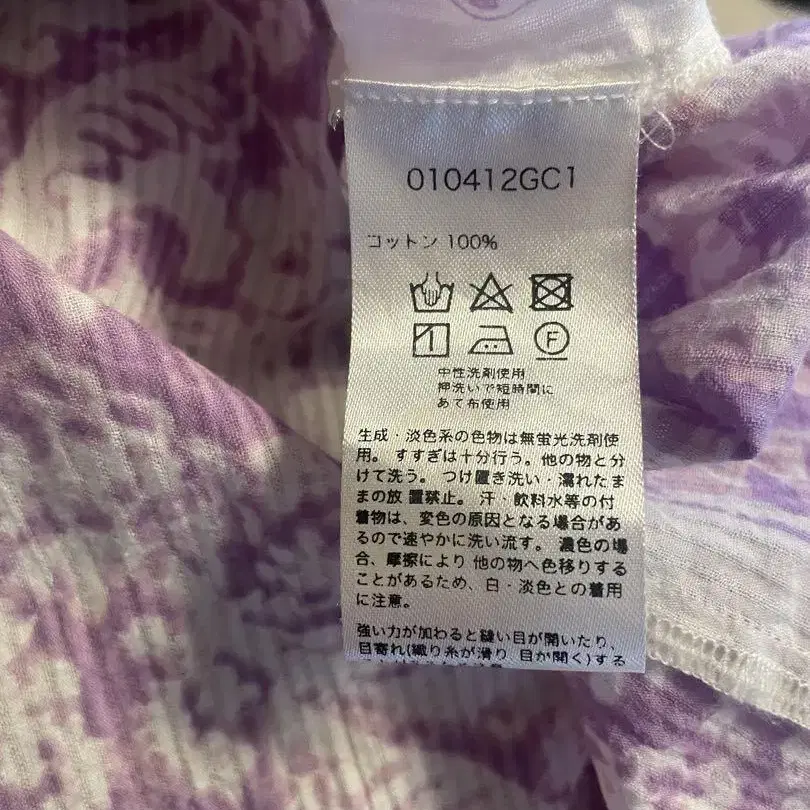 010412GC1
コットン 100%
F
中性洗剤使用
押洗いで短時間に
あて布使用
生成・淡色系の色物は無蛍光洗剤使
用。 すすぎは十分行う。他の物と分
けて洗う。 つけ置き洗い・濡れたま
まの放 置禁止。 汗・飲料水等の付
着物は、変色の原因となる場合があ
るので速やかに洗い流す。 濃色の場
合、摩擦により 他の物へ色移りする
ことがあるため、白・淡色との着用
に注意。
強い力が加わると縫い目が開いたり、
目寄れ(織り糸が滑り 目が開く)する